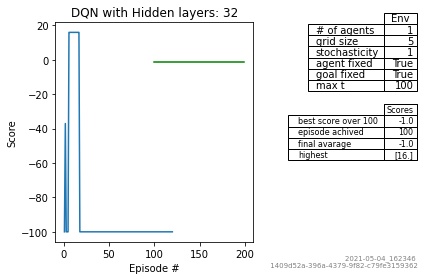 DQN with Hidden layers: 32
20
0
−20
−40
−60
−80
−100
0
50
100
150
200
Score
Episode #
Env
# of agents 1
grid size 5
stochasticity 1
agent fixed True
goal fixed True
max t 100
Scores
best score over 100 -1.0
episode achived 100
final avarage -1.0
highest [16.]
2021-05-04_162346
1409d52a-396a-4379-9f82-c79fe3159362